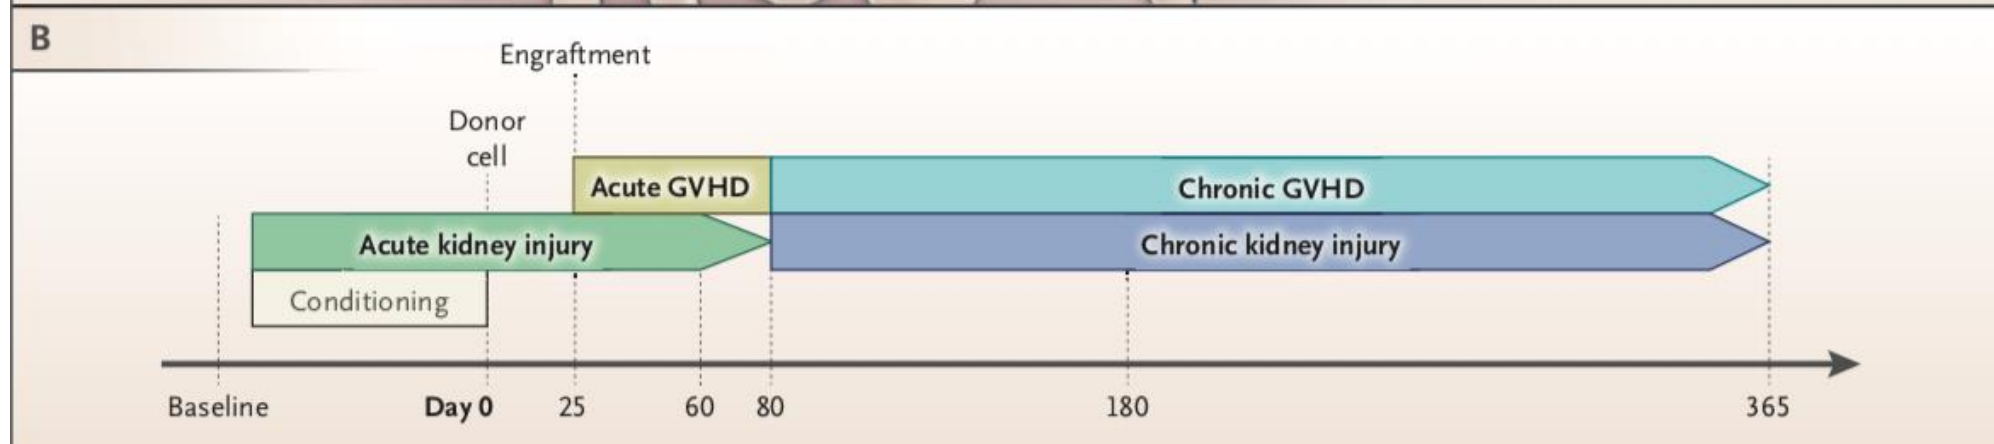 B
Engraftment
Donor
cell
Acute GVHD
Chronic GVHD
Acute kidney injury
Chronic kidney injury
Conditioning
Baseline
Day 0
25
60
80
180
365